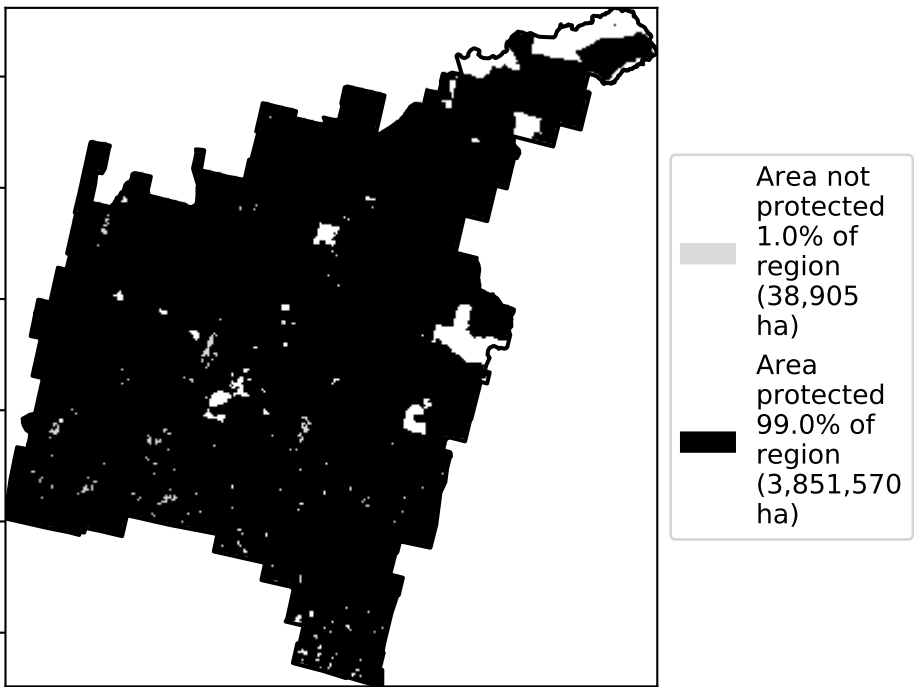 Area not
protected
1.0% of
region
(38,905
ha)
Area
protected
99.0% of
region
(3,851,570
ha)